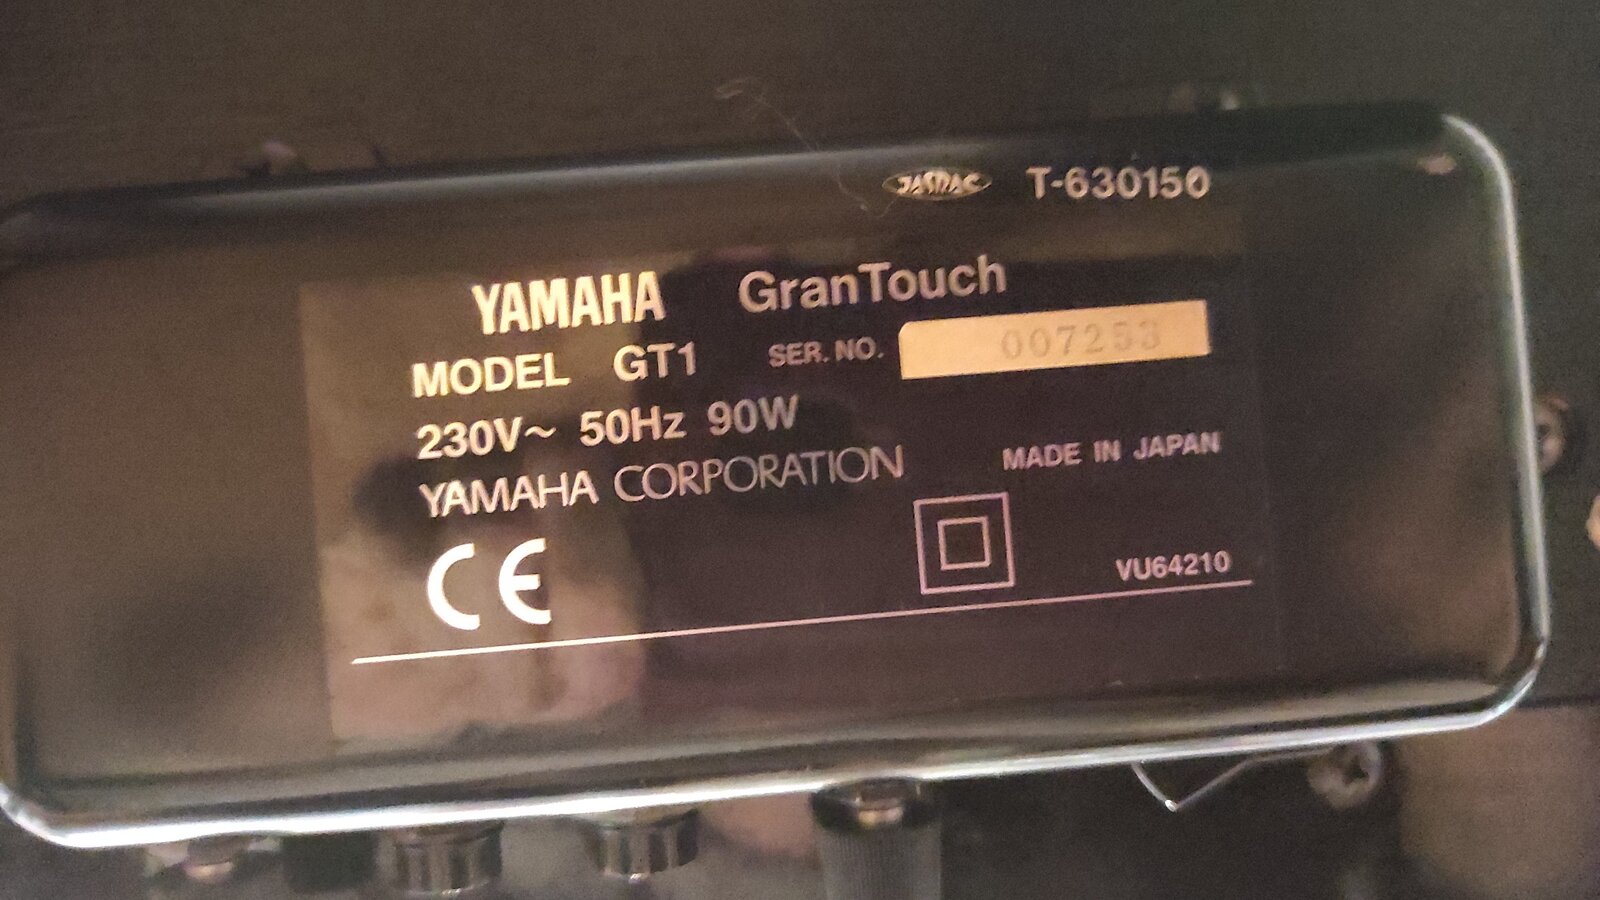 JASRAC T-630150
YAMAHA GranTouch
MODEL GT1 SER. NO. 007253
230V~ 50Hz 90W
YAMAHA CORPORATION MADE IN JAPAN
CE
VU64210